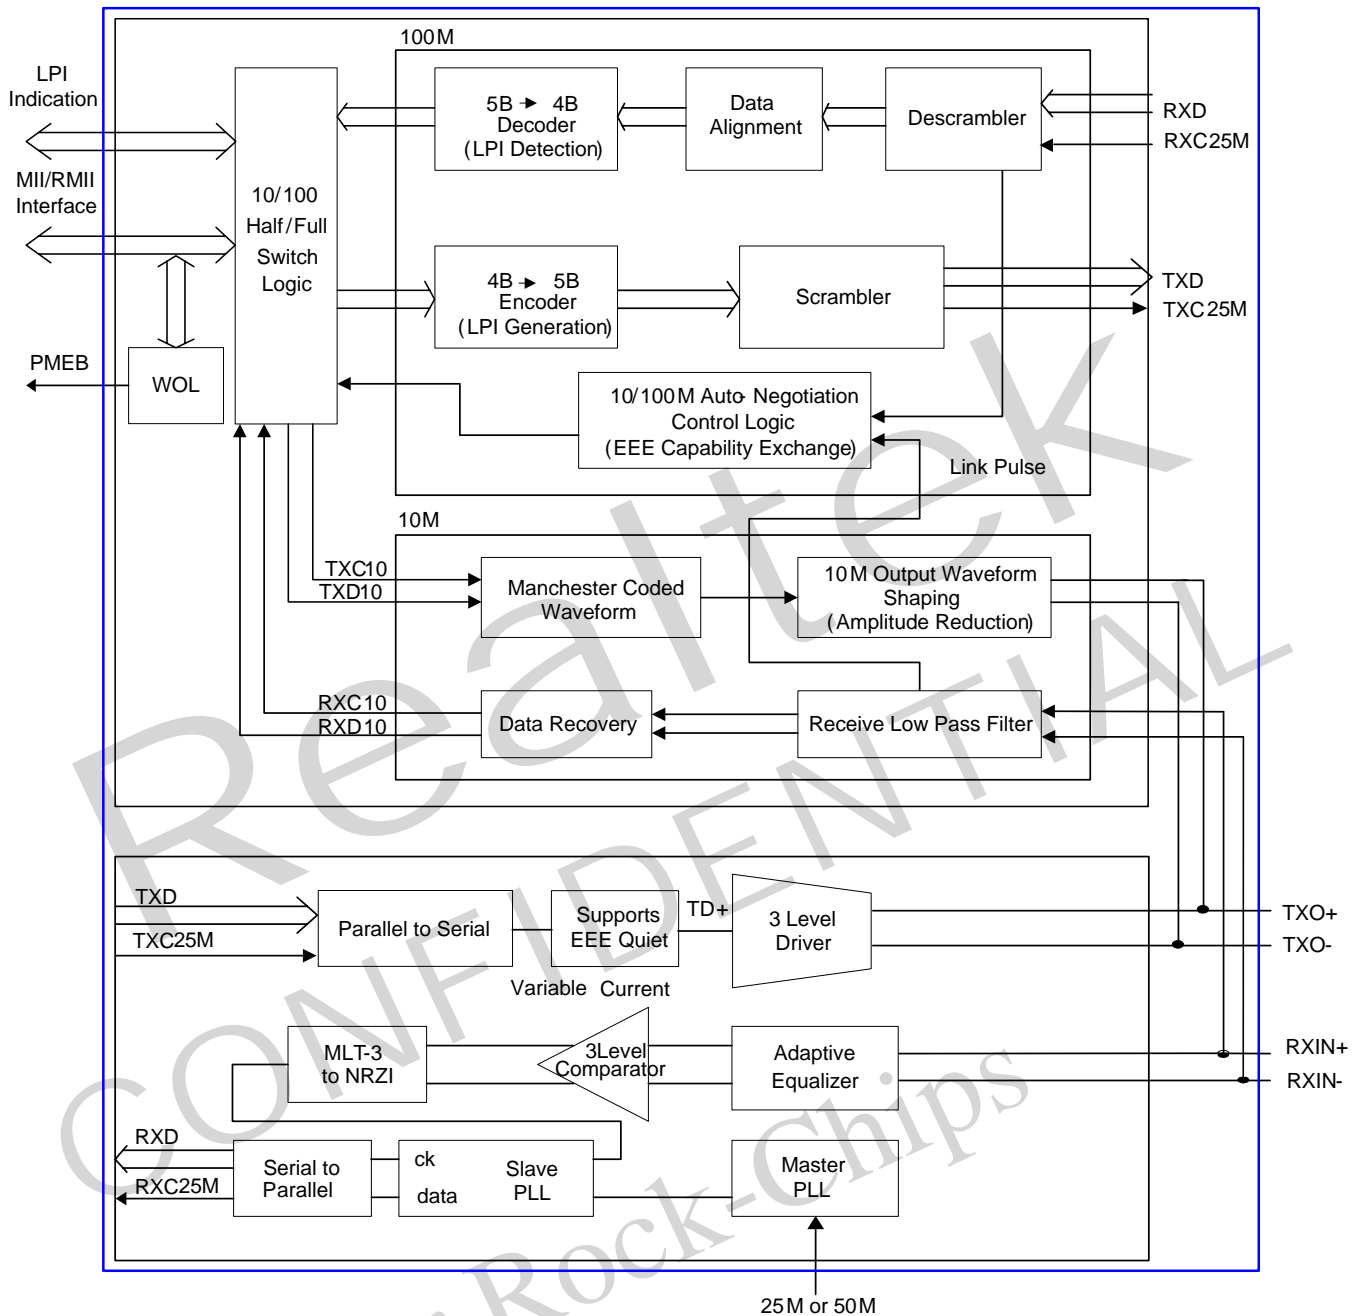 100M
LPI
Indication
MII/RMII
Interface
PMEB
WOL
10/100
Half/Full
Switch
Logic
5B → 4B
Decoder
(LPI Detection)
Data
Alignment
Descrambler
RXD
RXC25M
4B → 5B
Encoder
(LPI Generation)
Scrambler
TXD
TXC25M
10/100M Auto- Negotiation
Control Logic
(EEE Capability Exchange)
Link Pulse
10M
TXC10
TXD10
Manchester Coded
Waveform
10M Output Waveform
Shaping
(Amplitude Reduction)
RXC10
RXD10
Data Recovery
Receive Low Pass Filter
TXD
TXC25M
Parallel to Serial
Supports
EEE Quiet
TD+
3 Level
Driver
TXO+
TXO-
Variable Current
MLT-3
to NRZI
3Level
Comparator
Adaptive
Equalizer
RXIN+
RXIN-
RXD
RXC25M
Serial to
Parallel
ck
data
Slave
PLL
Master
PLL
25M or 50M
Realtek
CONFIDENTIAL
Rock-Chips